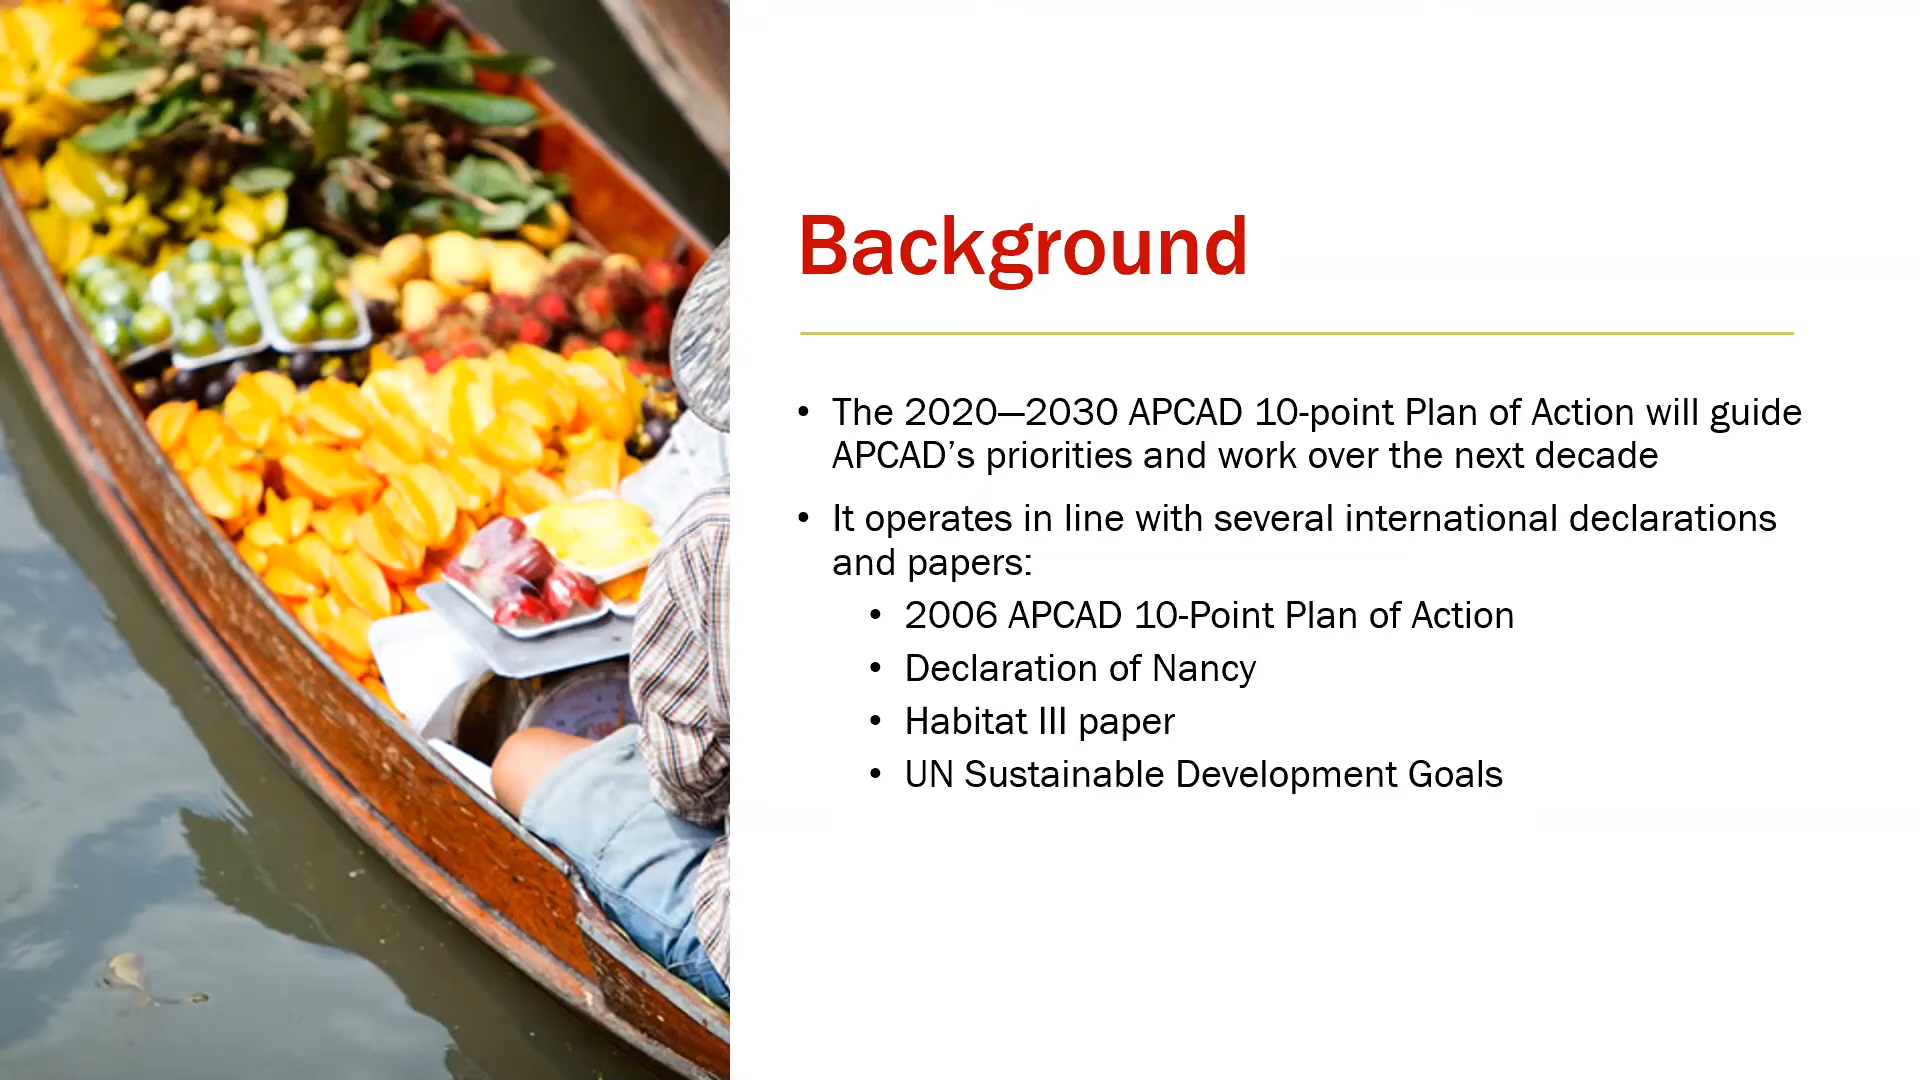 Background
• The 2020—2030 APCAD 10-point Plan of Action will guide
APCAD’s priorities and work over the next decade
• It operates in line with several international declarations
and papers:
• 2006 APCAD 10-Point Plan of Action
• Declaration of Nancy
• Habitat III paper
• UN Sustainable Development Goals